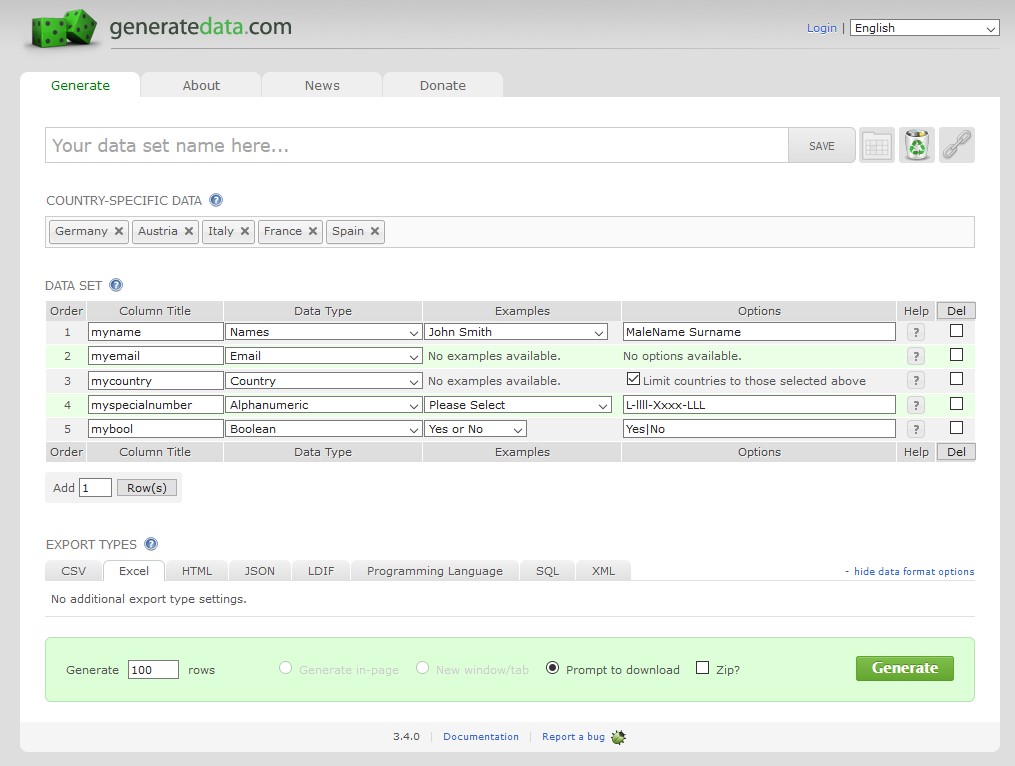 generatedata.com
Login | English
Generate About News Donate
Your data set name here... SAVE
COUNTRY-SPECIFIC DATA ?
Germany × Austria × Italy × France × Spain ×
DATA SET ?
Order Column Title Data Type Examples Options Help Del
1 myname Names John Smith MaleName Surname ?
2 myemail Email No examples available. No options available. ?
3 mycountry Country No examples available. Limit countries to those selected above ?
4 myspecialnumber Alphanumeric Please Select L-llll-Xxxx-LLL ?
5 mybool Boolean Yes or No Yes|No ?
Order Column Title Data Type Examples Options Help Del
Add 1 Row(s)
EXPORT TYPES ?
CSV Excel HTML JSON LDIF Programming Language SQL XML - hide data format options
No additional export type settings.
Generate 100 rows Generate in-page New window/tab Prompt to download Zip? Generate
3.4.0 | Documentation | Report a bug